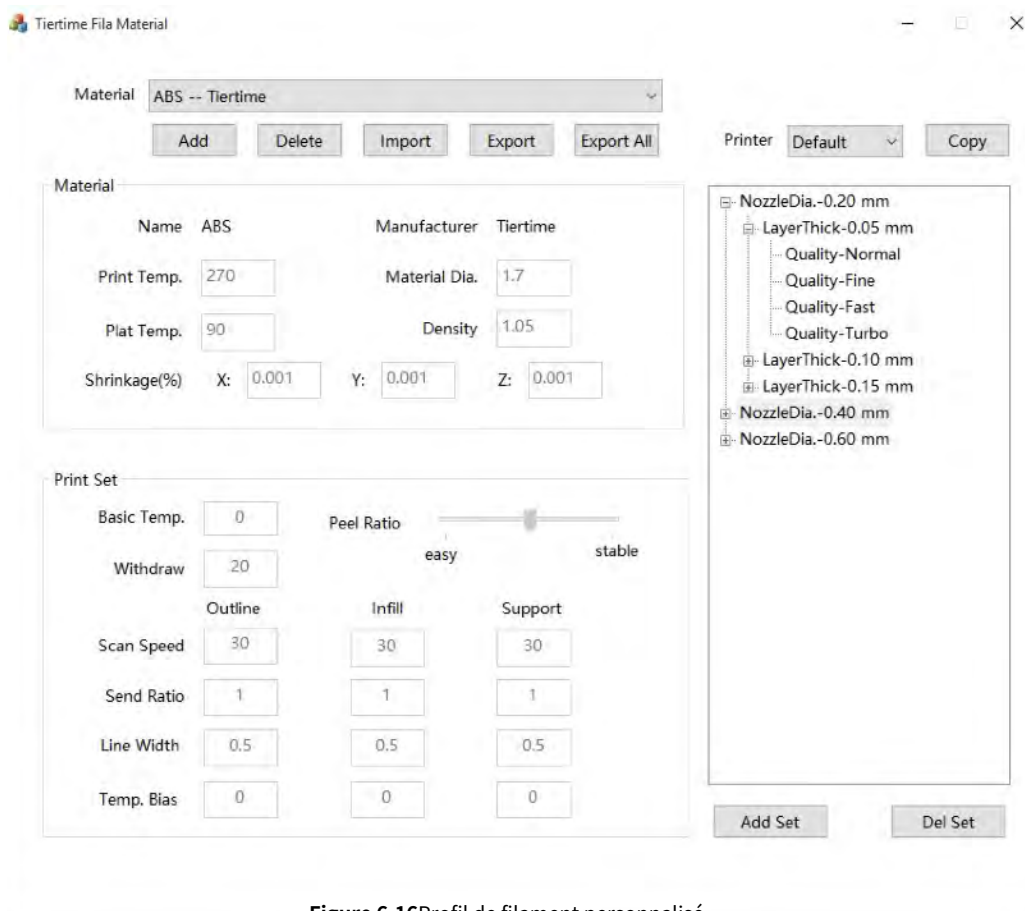 Tiertime Fila Material
Material ABS -- Tiertime
Add Delete Import Export Export All
Printer Default Copy
Material
Name ABS Manufacturer Tiertime
Print Temp. 270 Material Dia. 1.7
Plat Temp. 90 Density 1.05
Shrinkage(%) X: 0.001 Y: 0.001 Z: 0.001
NozzleDia.-0.20 mm
LayerThick-0.05 mm
Quality-Normal
Quality-Fine
Quality-Fast
Quality-Turbo
LayerThick-0.10 mm
LayerThick-0.15 mm
NozzleDia.-0.40 mm
NozzleDia.-0.60 mm
Print Set
Basic Temp. 0 Peel Ratio
easy stable
Withdraw 20
Outline Infill Support
Scan Speed 30 30 30
Send Ratio 1 1 1
Line Width 0.5 0.5 0.5
Temp. Bias 0 0 0
Add Set Del Set
Figure 6-16Profil de filament personnalisé